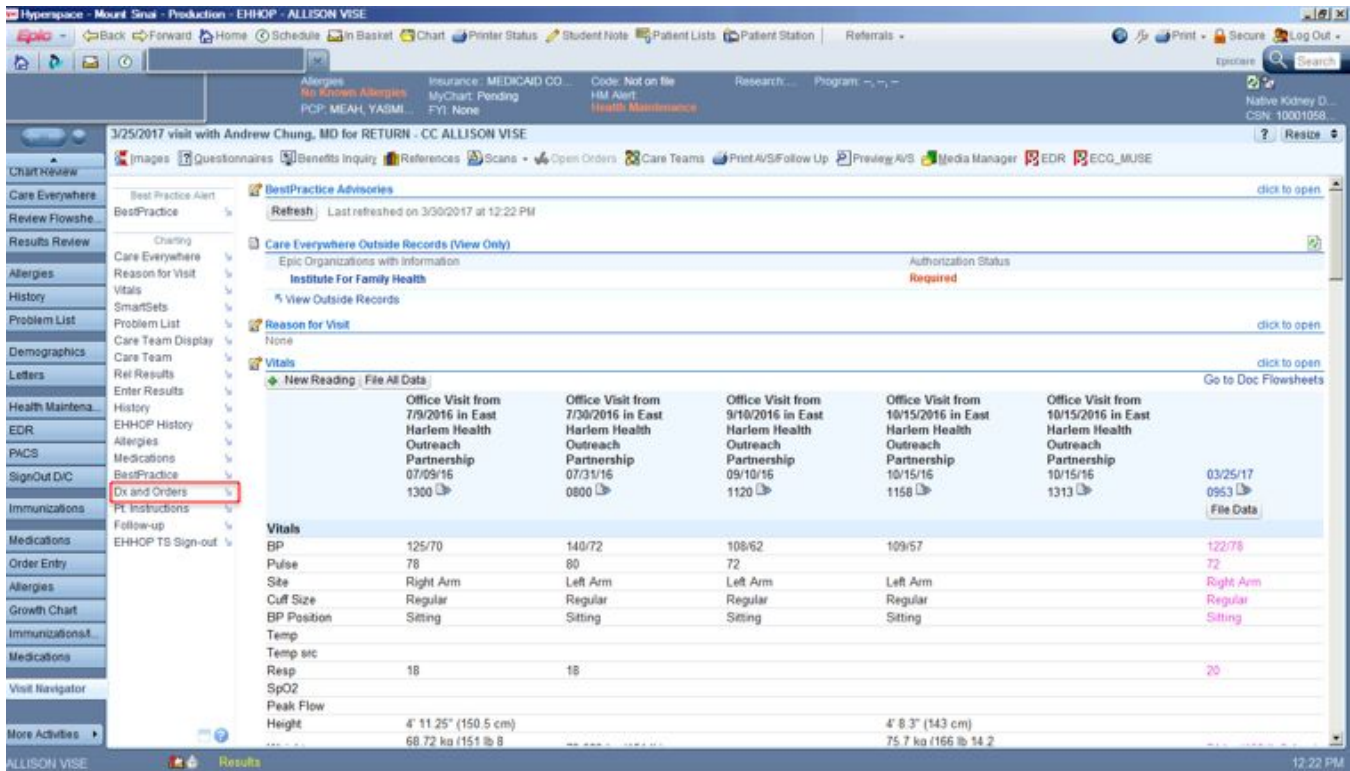 Hyperspace - Mount Sinai - Production - EHHOP - ALLISON VISE
Epic Back Forward Home Schedule In Basket Chart Printer Status Student Note Patient Lists Patient Station Referrals Print Secure Log Out
Epiccare Search
Allergies Insurance: MEDICAID CO... Code: Not on file Research:... Program: –, –, –
No Known Allergies MyChart: Pending HM Alert
PCP: MEAH, YASMI... FYI: None Health Maintenance
Native Kidney D...
CSN: 10001058...
3/25/2017 visit with Andrew Chung, MD for RETURN - CC ALLISON VISE ? Resize
Images Questionnaires Benefits Inquiry References Scans Open Orders Care Teams Print AVS/Follow Up Preview AVS Media Manager EDR ECG_MUSE
Chart Review
Care Everywhere
Review Flowshe...
Results Review
Allergies
History
Problem List
Demographics
Letters
Health Maintena...
EDR
PACS
SignOut D/C
Immunizations
Medications
Order Entry
Allergies
Growth Chart
Immunizations/I...
Medications
Visit Navigator
More Activities
Best Practice Alert
BestPractice
Charting
Care Everywhere
Reason for Visit
Vitals
SmartSets
Problem List
Care Team Display
Care Team
Rel Results
Enter Results
History
EHHOP History
Allergies
Medications
BestPractice
Dx and Orders
Pt. Instructions
Follow-up
EHHOP TS Sign-out
BestPractice Advisories click to open
Refresh Last refreshed on 3/30/2017 at 12:22 PM
Care Everywhere Outside Records (View Only)
Epic Organizations with Information Authorization Status
Institute For Family Health Required
View Outside Records
Reason for Visit click to open
None
Vitals click to open
New Reading File All Data Go to Doc Flowsheets
Office Visit from Office Visit from Office Visit from Office Visit from Office Visit from
7/9/2016 in East 7/30/2016 in East 9/10/2016 in East 10/15/2016 in East 10/15/2016 in East
Harlem Health Harlem Health Harlem Health Harlem Health Harlem Health
Outreach Outreach Outreach Outreach Outreach
Partnership Partnership Partnership Partnership Partnership
07/09/16 07/31/16 09/10/16 10/15/16 10/15/16 03/25/17
1300 0800 1120 1158 1313 0953
File Data
Vitals
BP 125/70 140/72 108/62 109/57 122/78
Pulse 78 80 72 72
Site Right Arm Left Arm Left Arm Left Arm Right Arm
Cuff Size Regular Regular Regular Regular Regular
BP Position Sitting Sitting Sitting Sitting Sitting
Temp
Temp src
Resp 18 18 20
SpO2
Peak Flow
Height 4' 11.25" (150.5 cm) 4' 8.3" (143 cm)
68.72 kg (151 lb 8 75.7 kg (166 lb 14.2
ALLISON VISE Results 12:22 PM